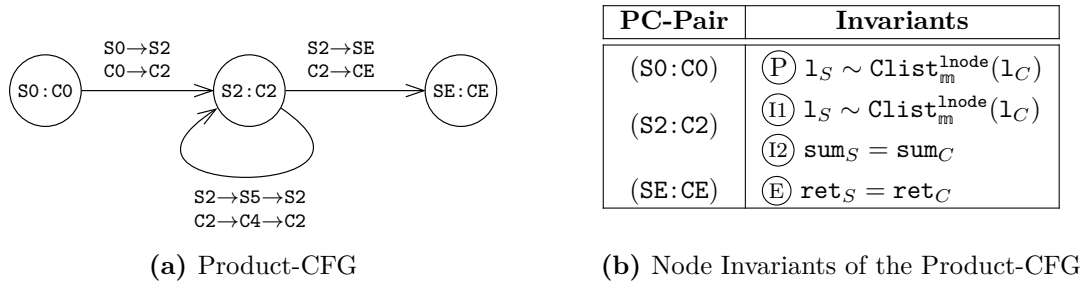 S0→S2
C0→C2
S2→SE
C2→CE
S0:C0
S2:C2
SE:CE
S2→S5→S2
C2→C4→C2
(a) Product-CFG
PC-Pair Invariants
(S0:C0) Ⓟ l_S ∼ Clist_m^lnode(l_C)
(S2:C2) (I1) l_S ∼ Clist_m^lnode(l_C)
(I2) sum_S = sum_C
(SE:CE) Ⓔ ret_S = ret_C
(b) Node Invariants of the Product-CFG